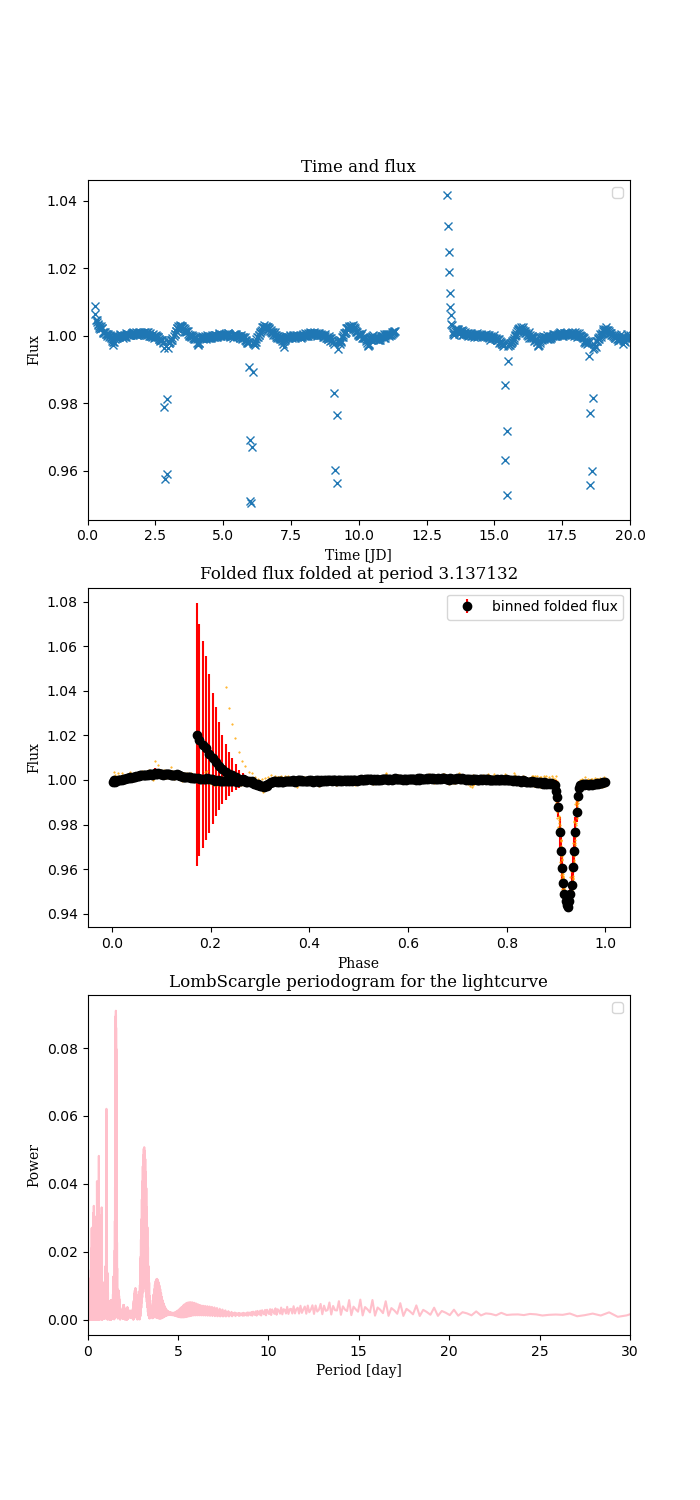 Time and flux
1.04
1.02
1.00
0.98
0.96
Flux
0.0 2.5 5.0 7.5 10.0 12.5 15.0 17.5 20.0
Time [JD]
Folded flux folded at period 3.137132
binned folded flux
1.08
1.06
1.04
1.02
1.00
0.98
0.96
0.94
Flux
0.0 0.2 0.4 0.6 0.8 1.0
Phase
LombScargle periodogram for the lightcurve
0.08
0.06
0.04
0.02
0.00
Power
0 5 10 15 20 25 30
Period [day]